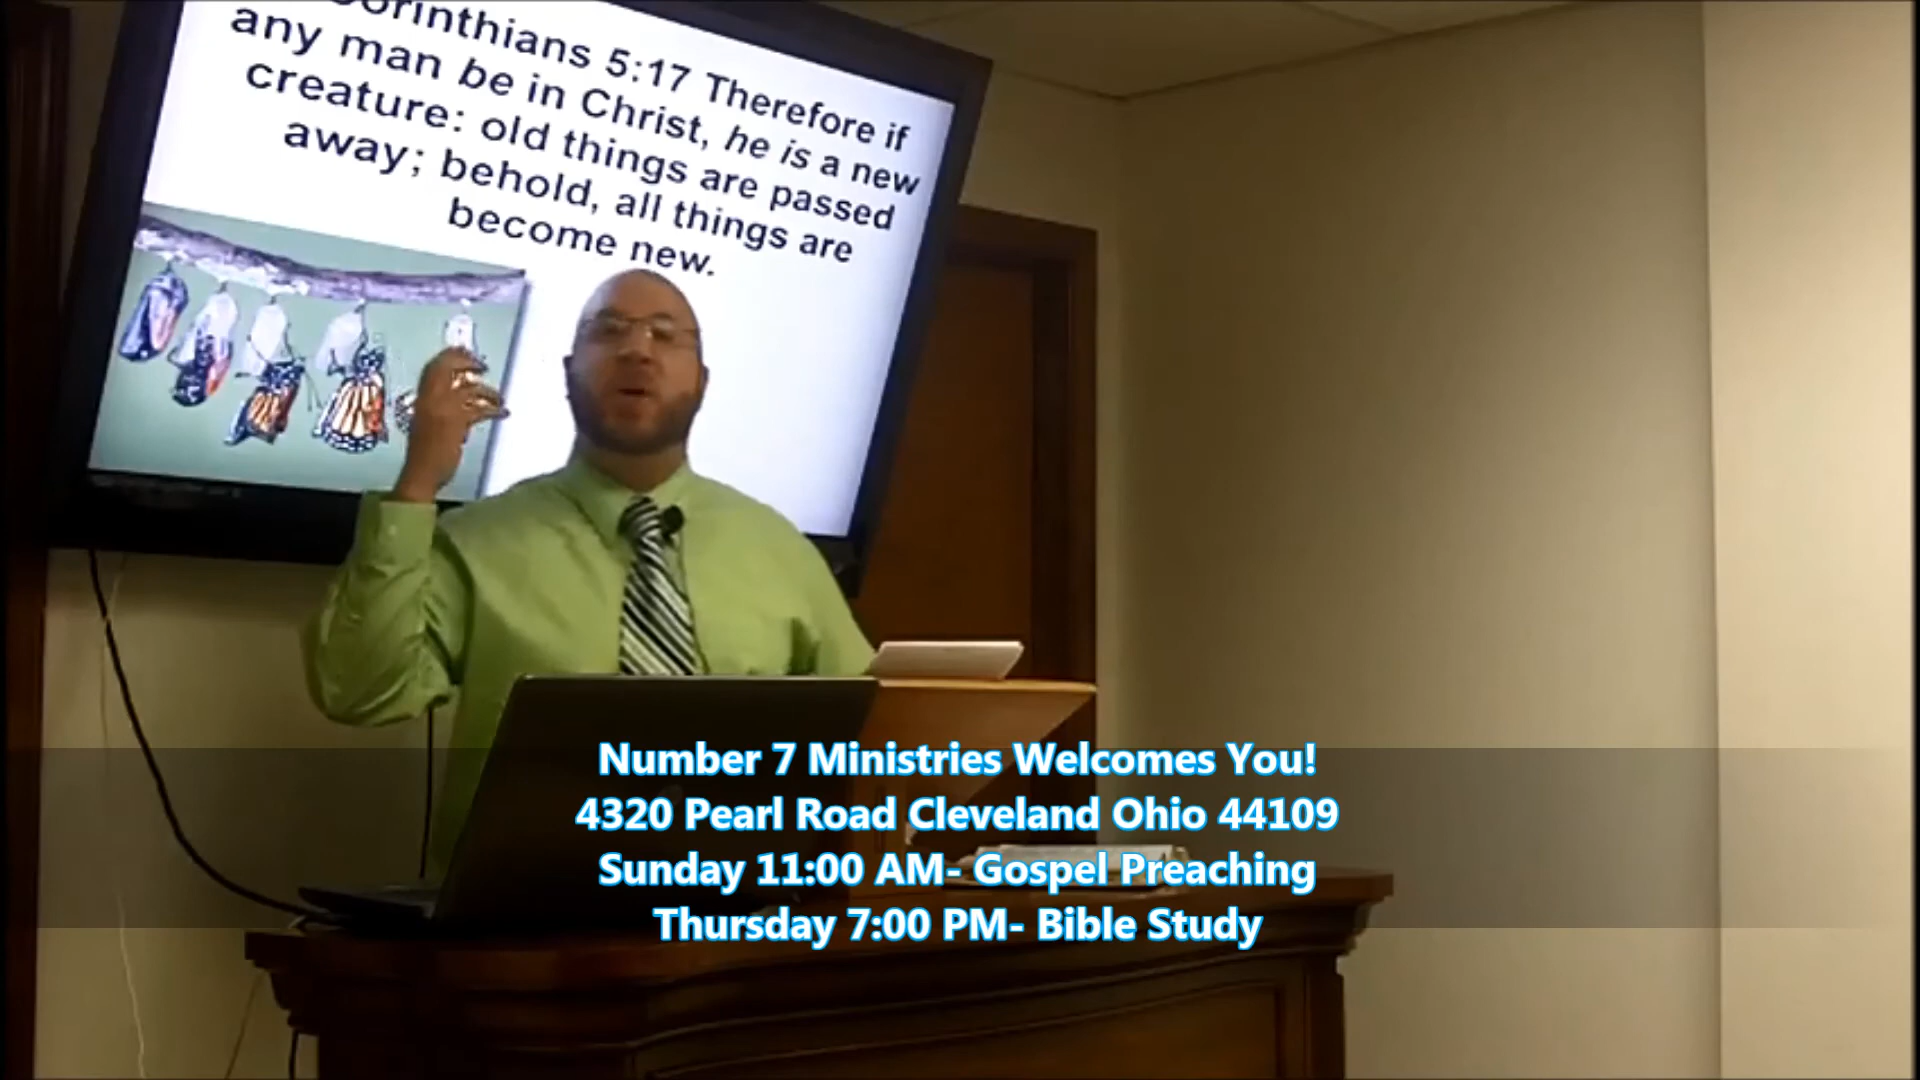 orinthians 5:17 Therefore if
any man be in Christ, he is a new
creature: old things are passed
away; behold, all things are
become new.
Number 7 Ministries Welcomes You!
4320 Pearl Road Cleveland Ohio 44109
Sunday 11:00 AM- Gospel Preaching
Thursday 7:00 PM- Bible Study